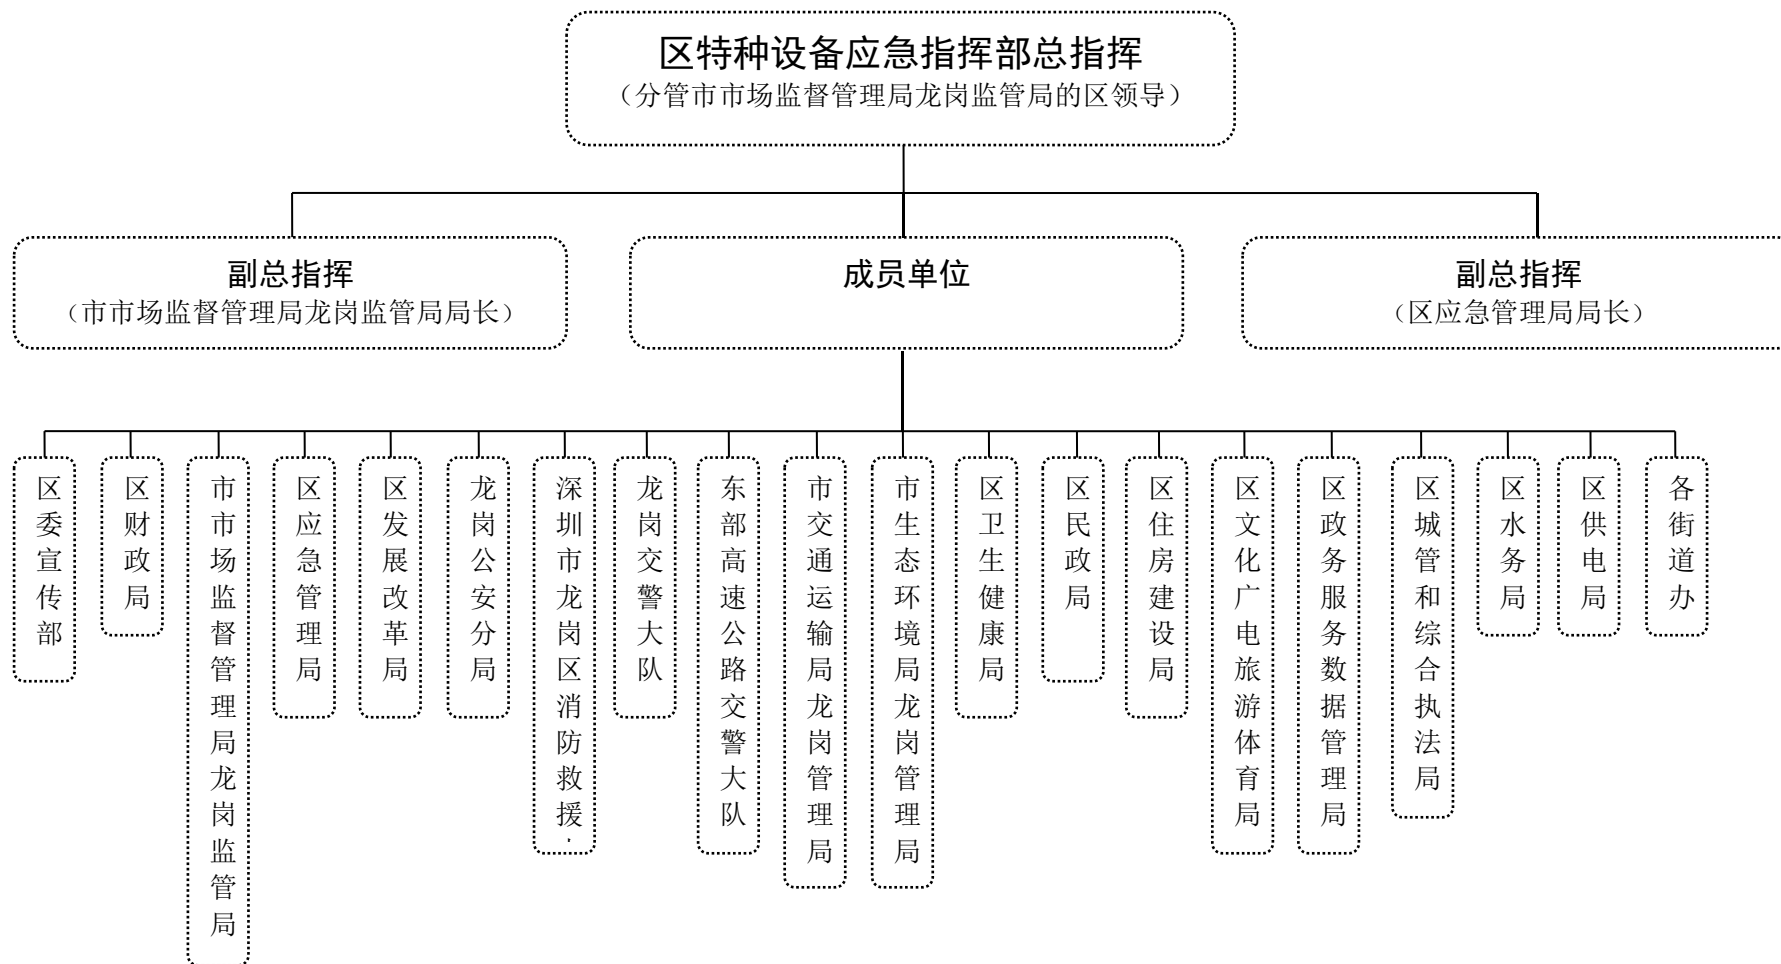 区特种设备应急指挥部总指挥
（分管市市场监督管理局龙岗监管局的区领导）
副总指挥
（市市场监督管理局龙岗监管局局长）
成员单位
副总指挥
（区应急管理局局长）
区委宣传部
区财政局
市市场监督管理局龙岗监管局
区应急管理局
区发展改革局
龙岗公安分局
深圳市龙岗区消防救援
龙岗交警大队
东部高速公路交警大队
市交通运输局龙岗管理局
市生态环境局龙岗管理局
区卫生健康局
区民政局
区住房建设局
区文化广电旅游体育局
区政务服务数据管理局
区城管和综合执法局
区水务局
区供电局
各街道办